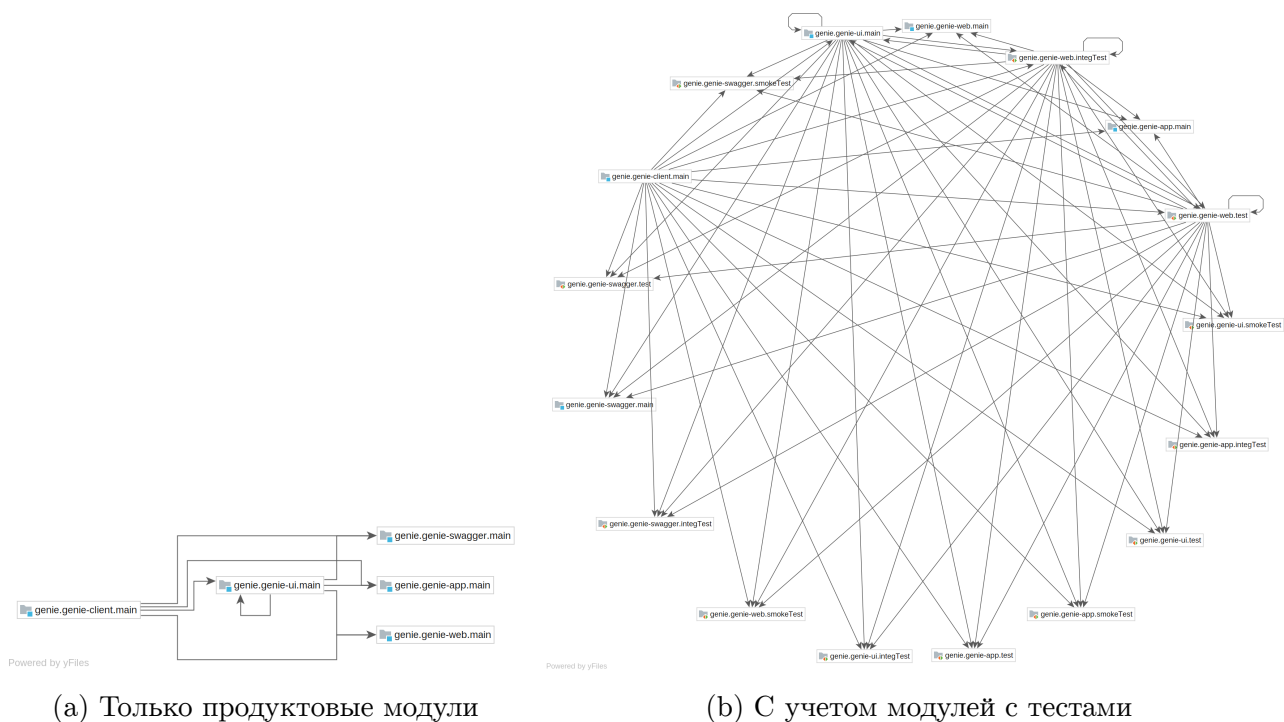 genie.genie-swagger.main
genie.genie-ui.main
genie.genie-app.main
genie.genie-client.main
genie.genie-web.main
Powered by yFiles
(a) Только продуктовые модули
genie.genie-web.main
genie.genie-ui.main
genie.genie-web.integTest
genie.genie-swagger.smokeTest
genie.genie-app.main
genie.genie-client.main
genie.genie-web.test
genie.genie-swagger.test
genie.genie-ui.smokeTest
genie.genie-swagger.main
genie.genie-app.integTest
genie.genie-swagger.integTest
genie.genie-ui.test
genie.genie-web.smokeTest
genie.genie-app.smokeTest
genie.genie-ui.integTest
genie.genie-app.test
Powered by yFiles
(b) С учетом модулей с тестами